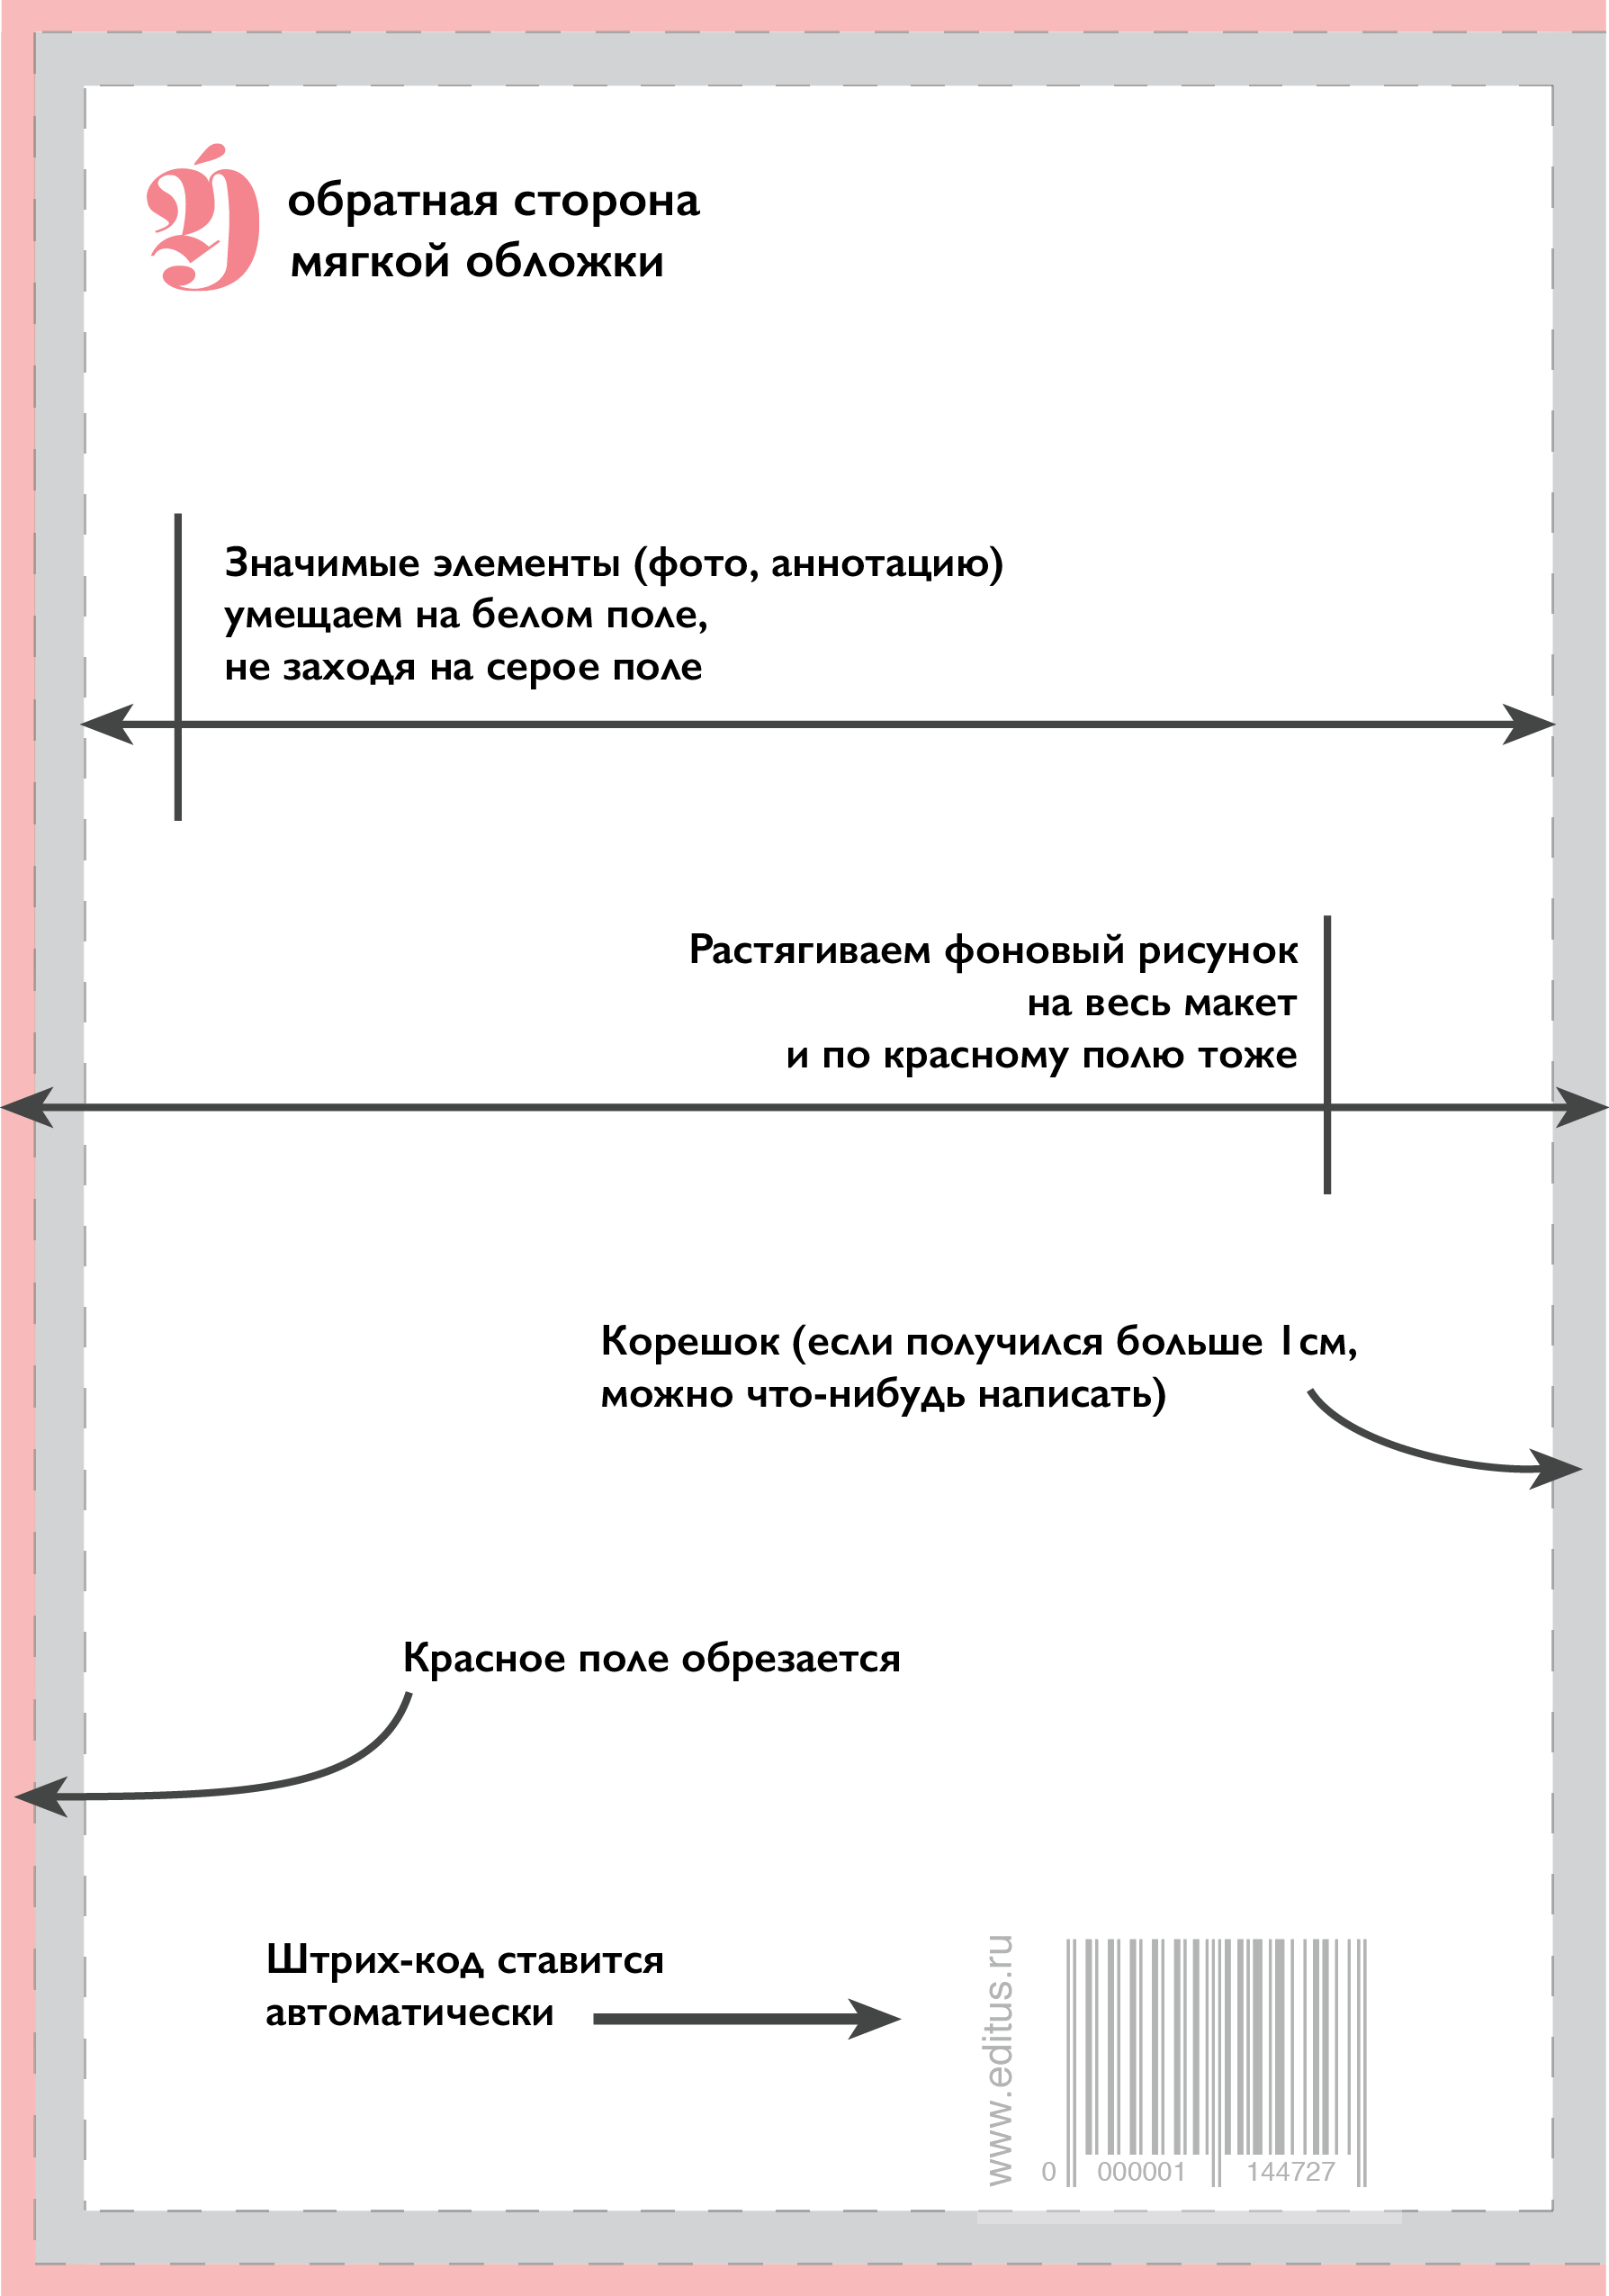 обратная сторона
мягкой обложки
Значимые элементы (фото, аннотацию)
умещаем на белом поле,
не заходя на серое поле
Растягиваем фоновый рисунок
на весь макет
и по красному полю тоже
Корешок (если получился больше 1см,
можно что-нибудь написать)
Красное поле обрезается
Штрих-код ставится
автоматически
www.editus.ru
0 000001 144727